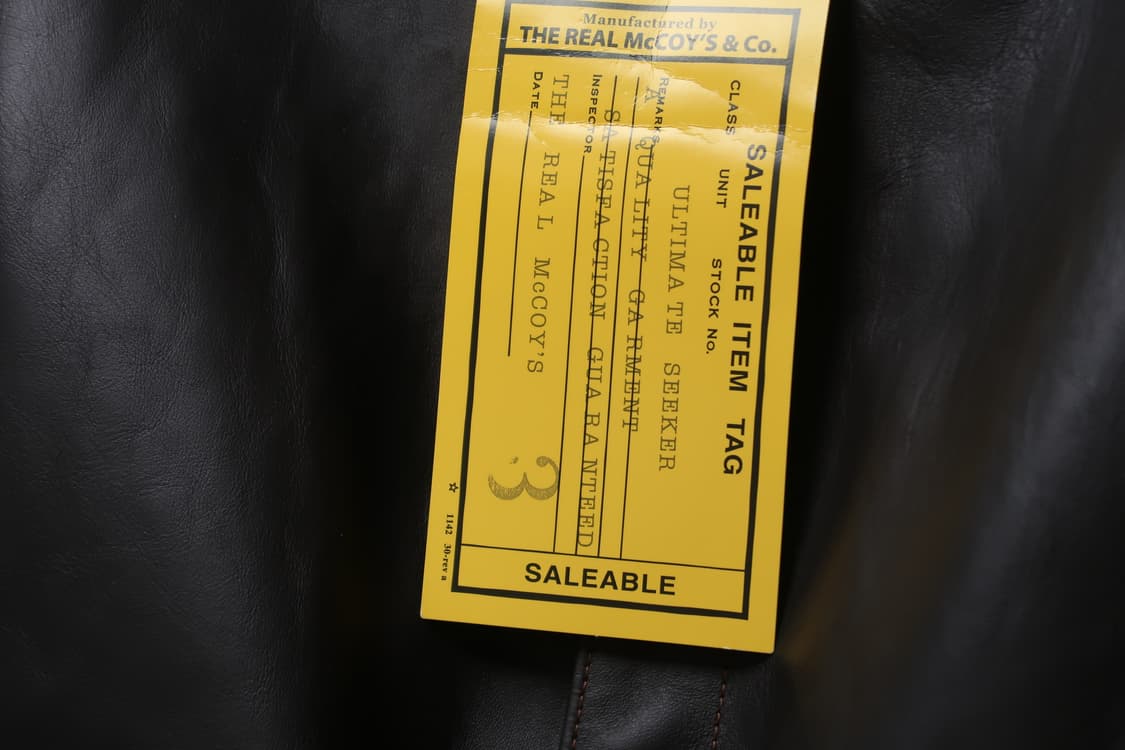 Manufactured by
THE REAL McCOY'S & Co.
SALEABLE ITEM TAG
CLASS UNIT STOCK No.
ULTIMATE SEEKER
REMARKS
A QUALITY GARMENT
SATISFACTION GUARANTEED
INSPECTOR
THE REAL McCOY'S
DATE
3
SALEABLE
☆ 1142 30-rev a